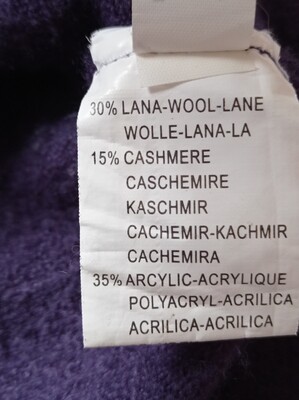 30% LANA-WOOL-LANE
WOLLE-LANA-LA
15% CASHMERE
CASCHEMIRE
KASCHMIR
CACHEMIR-KACHMIR
CACHEMIRA
35% ARCYLIC-ACRYLIQUE
POLYACRYL-ACRILICA
ACRILICA-ACRILICA